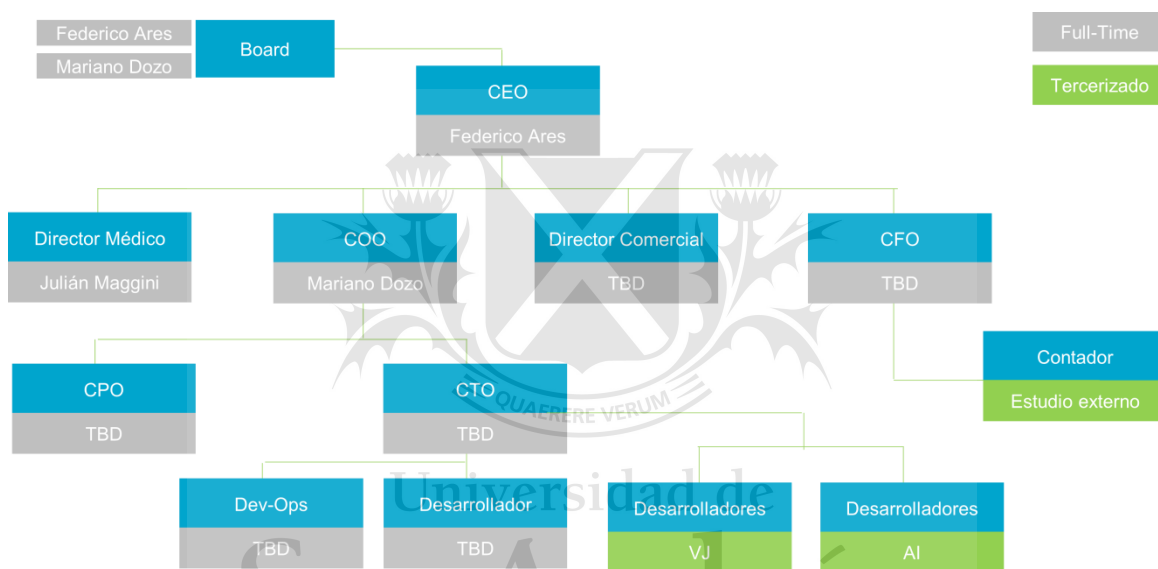 Federico Ares
Mariano Dozo
Board
Full-Time
Tercerizado
CEO
Federico Ares
Director Médico
Julián Maggini
COO
Mariano Dozo
Director Comercial
TBD
CFO
TBD
Contador
Estudio externo
CPO
TBD
CTO
TBD
QUAERERE VERUM
Dev-Ops
TBD
Desarrollador
TBD
Desarrolladores
VJ
Desarrolladores
AI
Universidad de